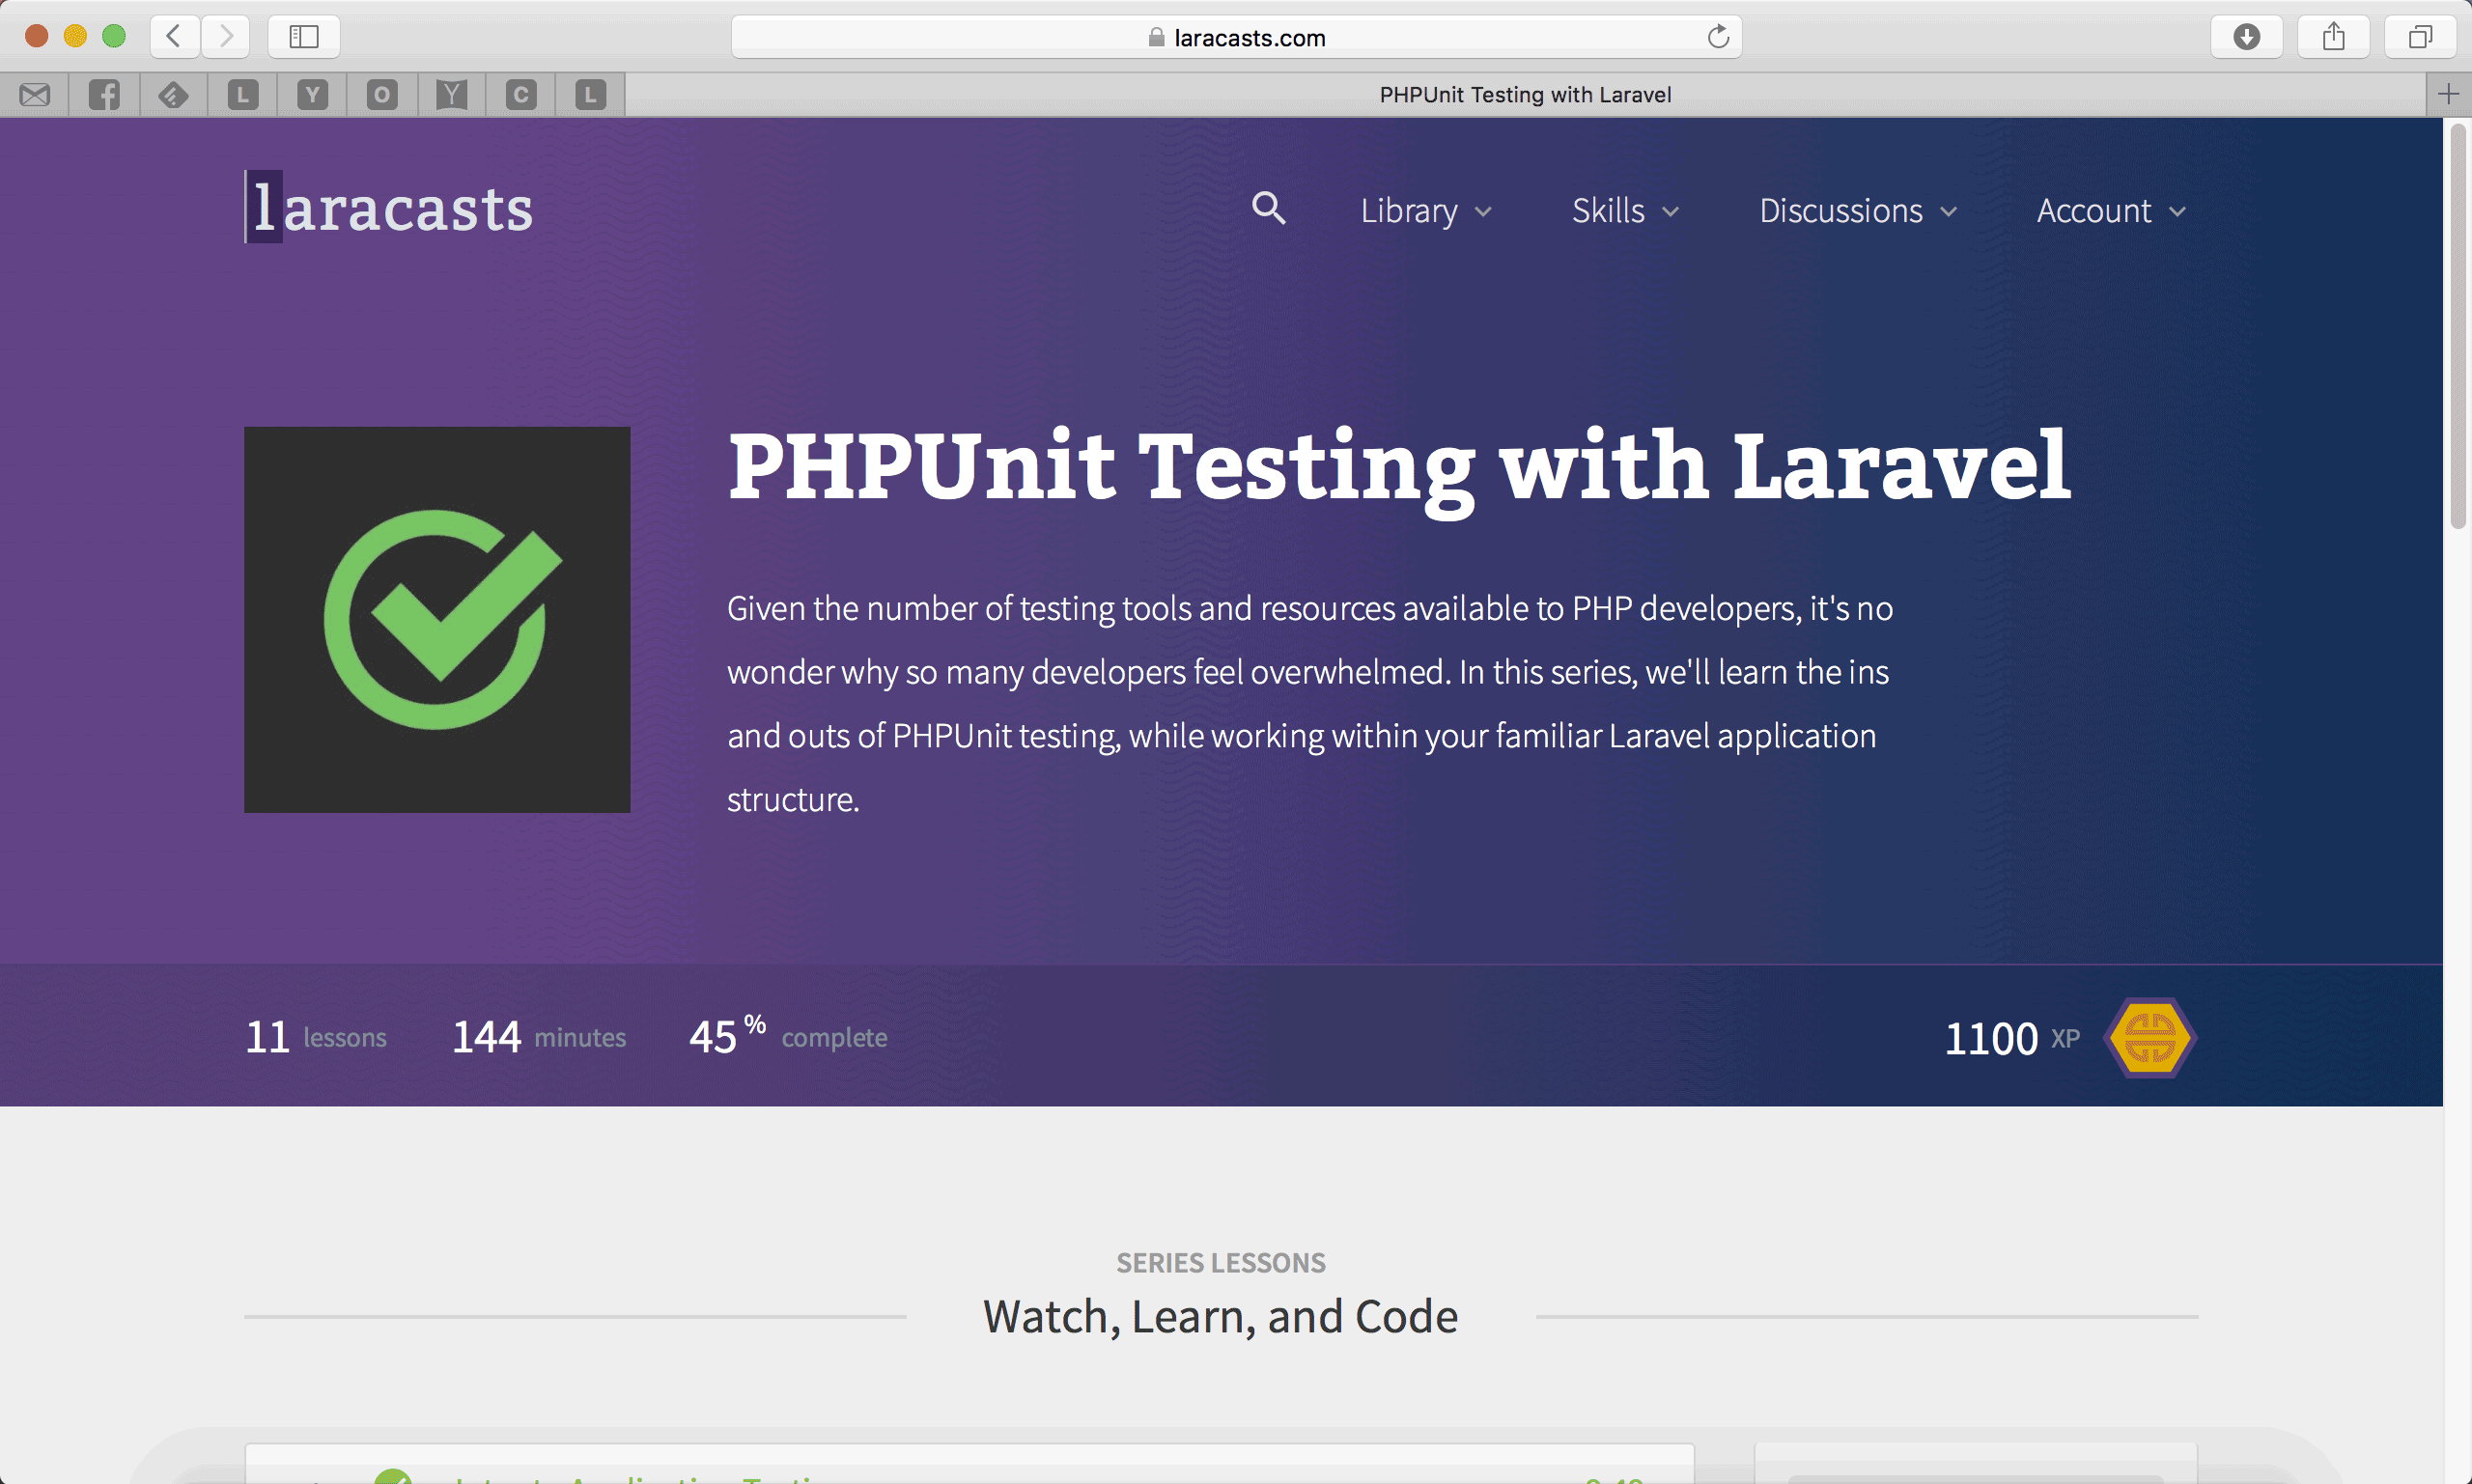 laracasts.com
L Y O Y C L
PHPUnit Testing with Laravel
laracasts
Library Skills Discussions Account
PHPUnit Testing with Laravel
Given the number of testing tools and resources available to PHP developers, it's no
wonder why so many developers feel overwhelmed. In this series, we'll learn the ins
and outs of PHPUnit testing, while working within your familiar Laravel application
structure.
11 lessons 144 minutes 45% complete
1100 XP
SERIES LESSONS
Watch, Learn, and Code